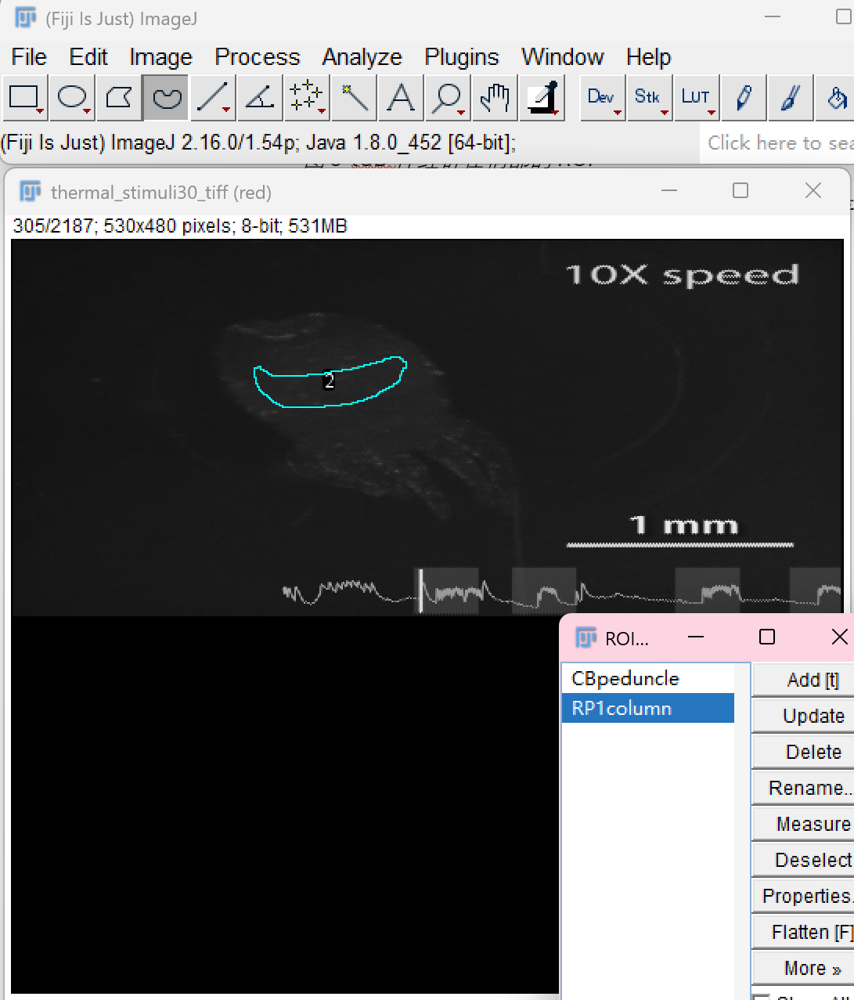 (Fiji Is Just) ImageJ
File Edit Image Process Analyze Plugins Window Help
Dev Stk LUT
(Fiji Is Just) ImageJ 2.16.0/1.54p; Java 1.8.0_452 [64-bit];
Click here to sea
thermal_stimuli30_tiff (red)
305/2187; 530x480 pixels; 8-bit; 531MB
10X speed
2
1 mm
ROI...
CBpeduncle
RP1column
Add [t]
Update
Delete
Rename...
Measure
Deselect
Properties.
Flatten [F]
More »